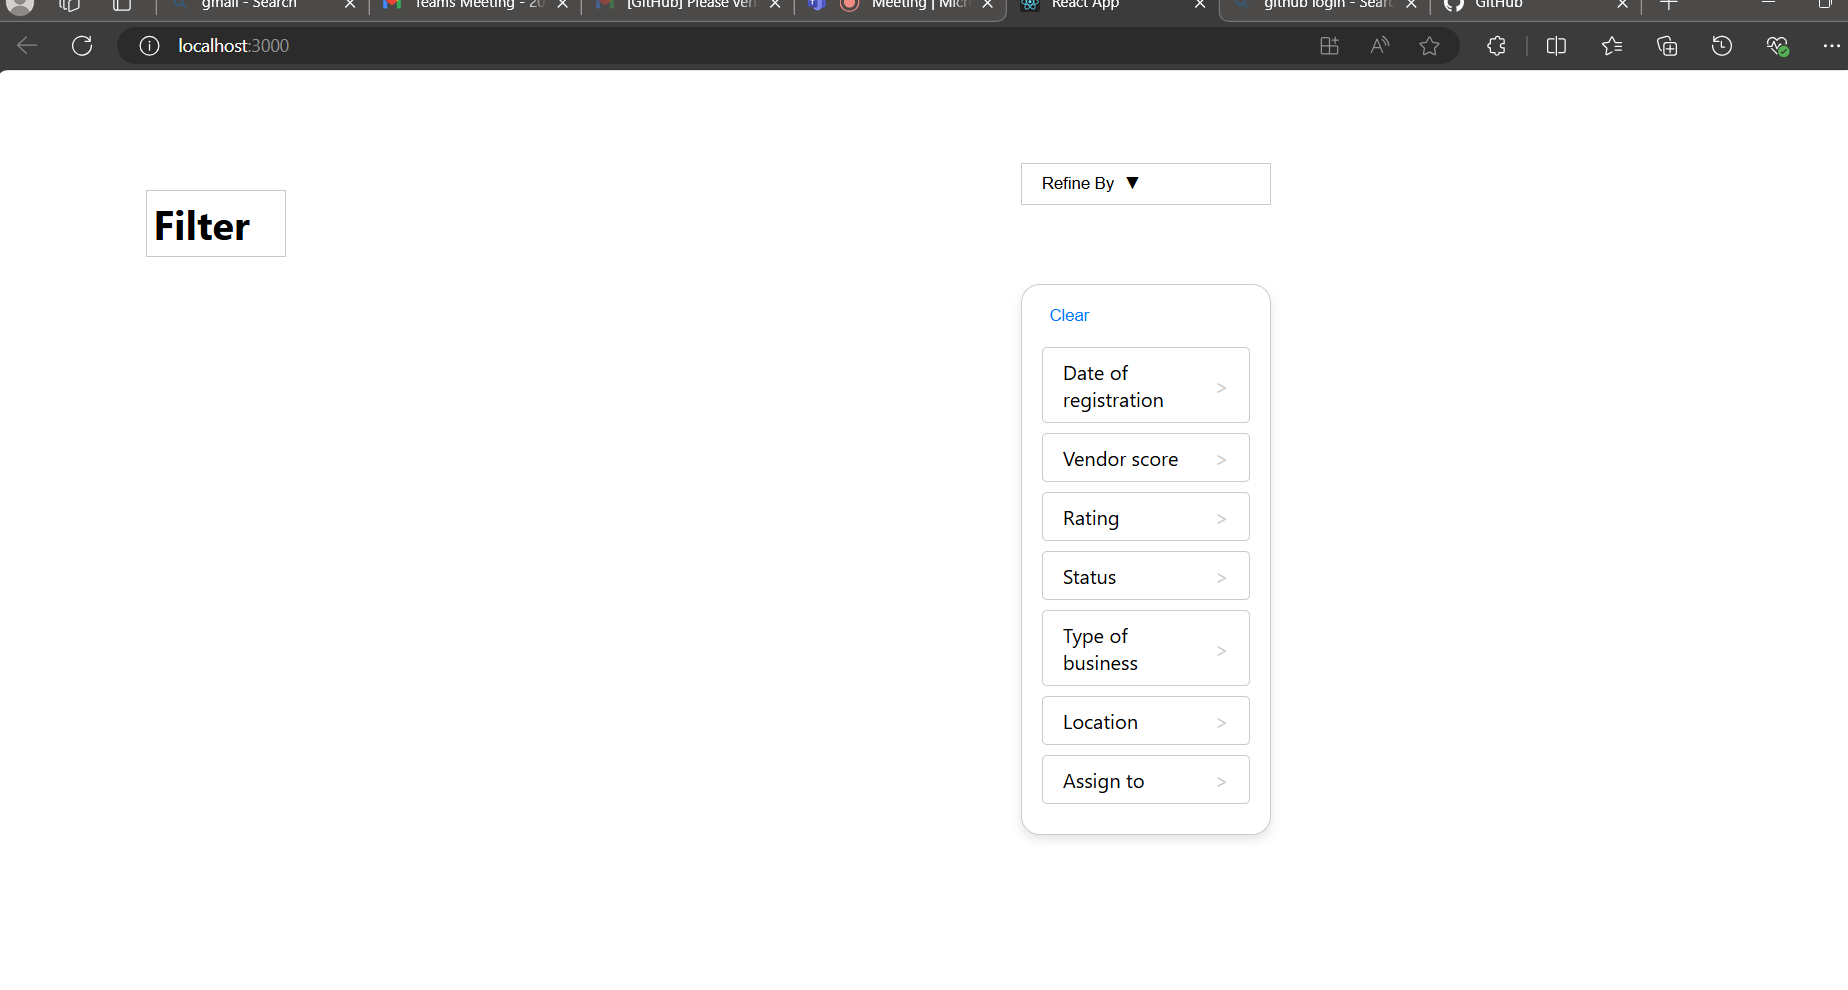 gmail - Search
Teams Meeting - 20
[GitHub] Please veri
Meeting | Micr
React App
github login - Searc
GitHub
localhost:3000
Refine By ▼
Filter
Clear
Date of
registration >
Vendor score >
Rating >
Status >
Type of
business >
Location >
Assign to >